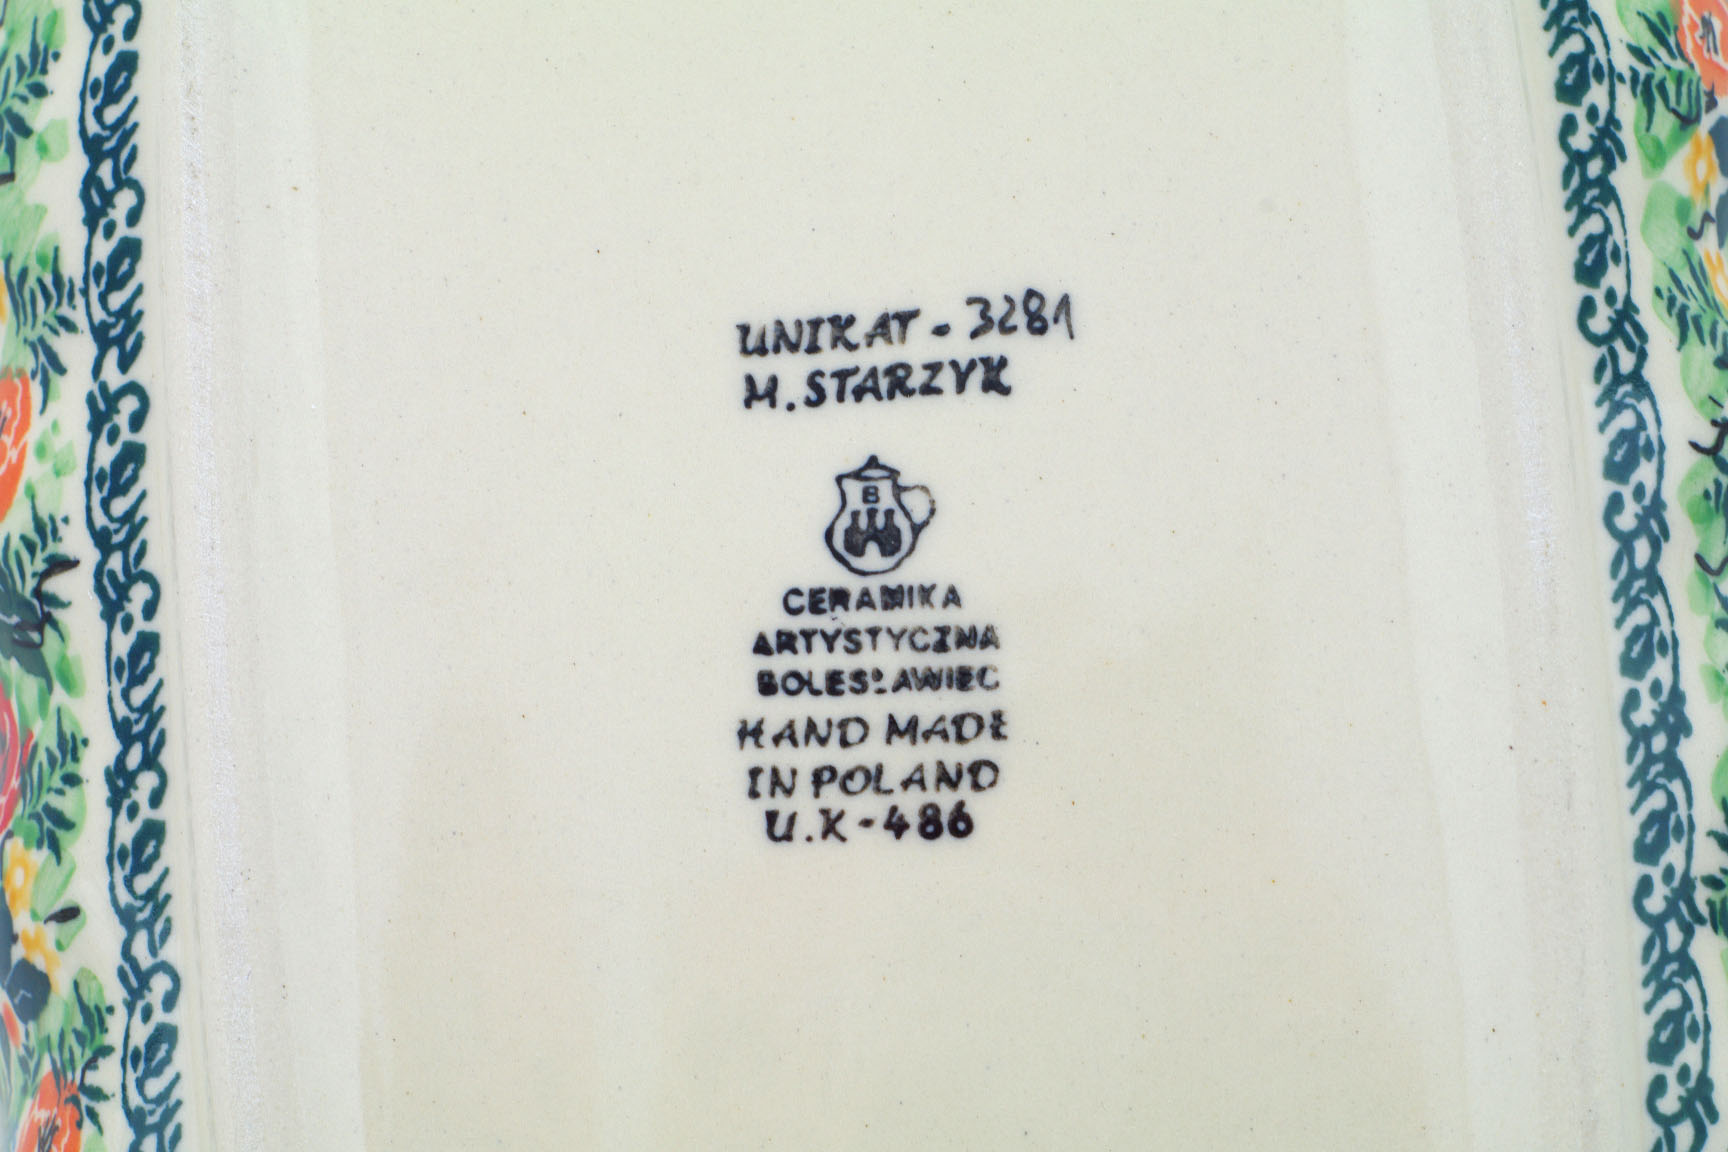 UNIKAT - 3281
M. STARZYK
B
CERAMIKA
ARTYSTYCZNA
BOLESŁAWIEC
HAND MADE
IN POLAND
U.K - 486